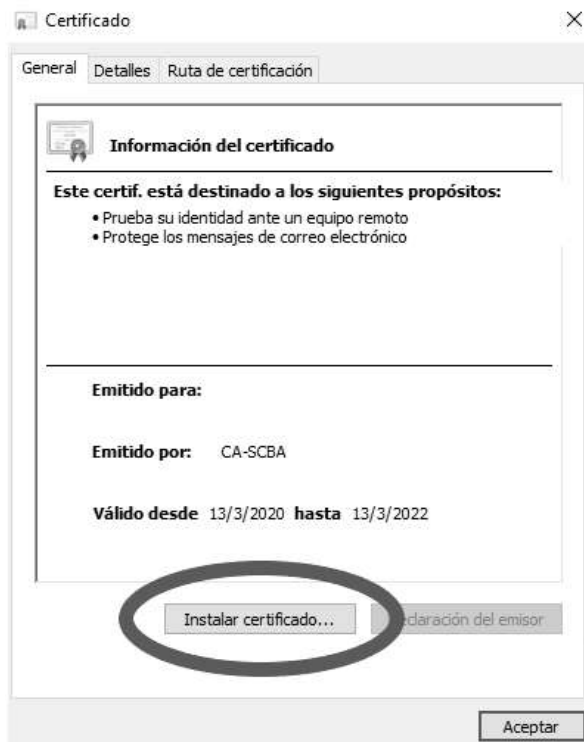 Certificado
General Detalles Ruta de certificación
Información del certificado
Este certif. está destinado a los siguientes propósitos:
• Prueba su identidad ante un equipo remoto
• Protege los mensajes de correo electrónico
Emitido para:
Emitido por: CA-SCBA
Válido desde 13/3/2020 hasta 13/3/2022
Instalar certificado... del emisor
Aceptar